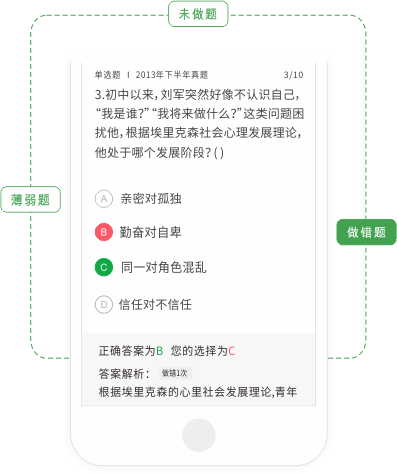 未做题
单选题 | 2013年下半年真题 3/10
3.初中以来，刘军突然好像不认识自己，
“我是谁？”“我将来做什么？”这类问题困
扰他，根据埃里克森社会心理发展理论，
他处于哪个发展阶段？( )
薄弱题
A 亲密对孤独
B 勤奋对自卑
做错题
C 同一对角色混乱
D 信任对不信任
正确答案为B 您的选择为C
答案解析： 做错1次
根据埃里克森的心里社会发展理论,青年